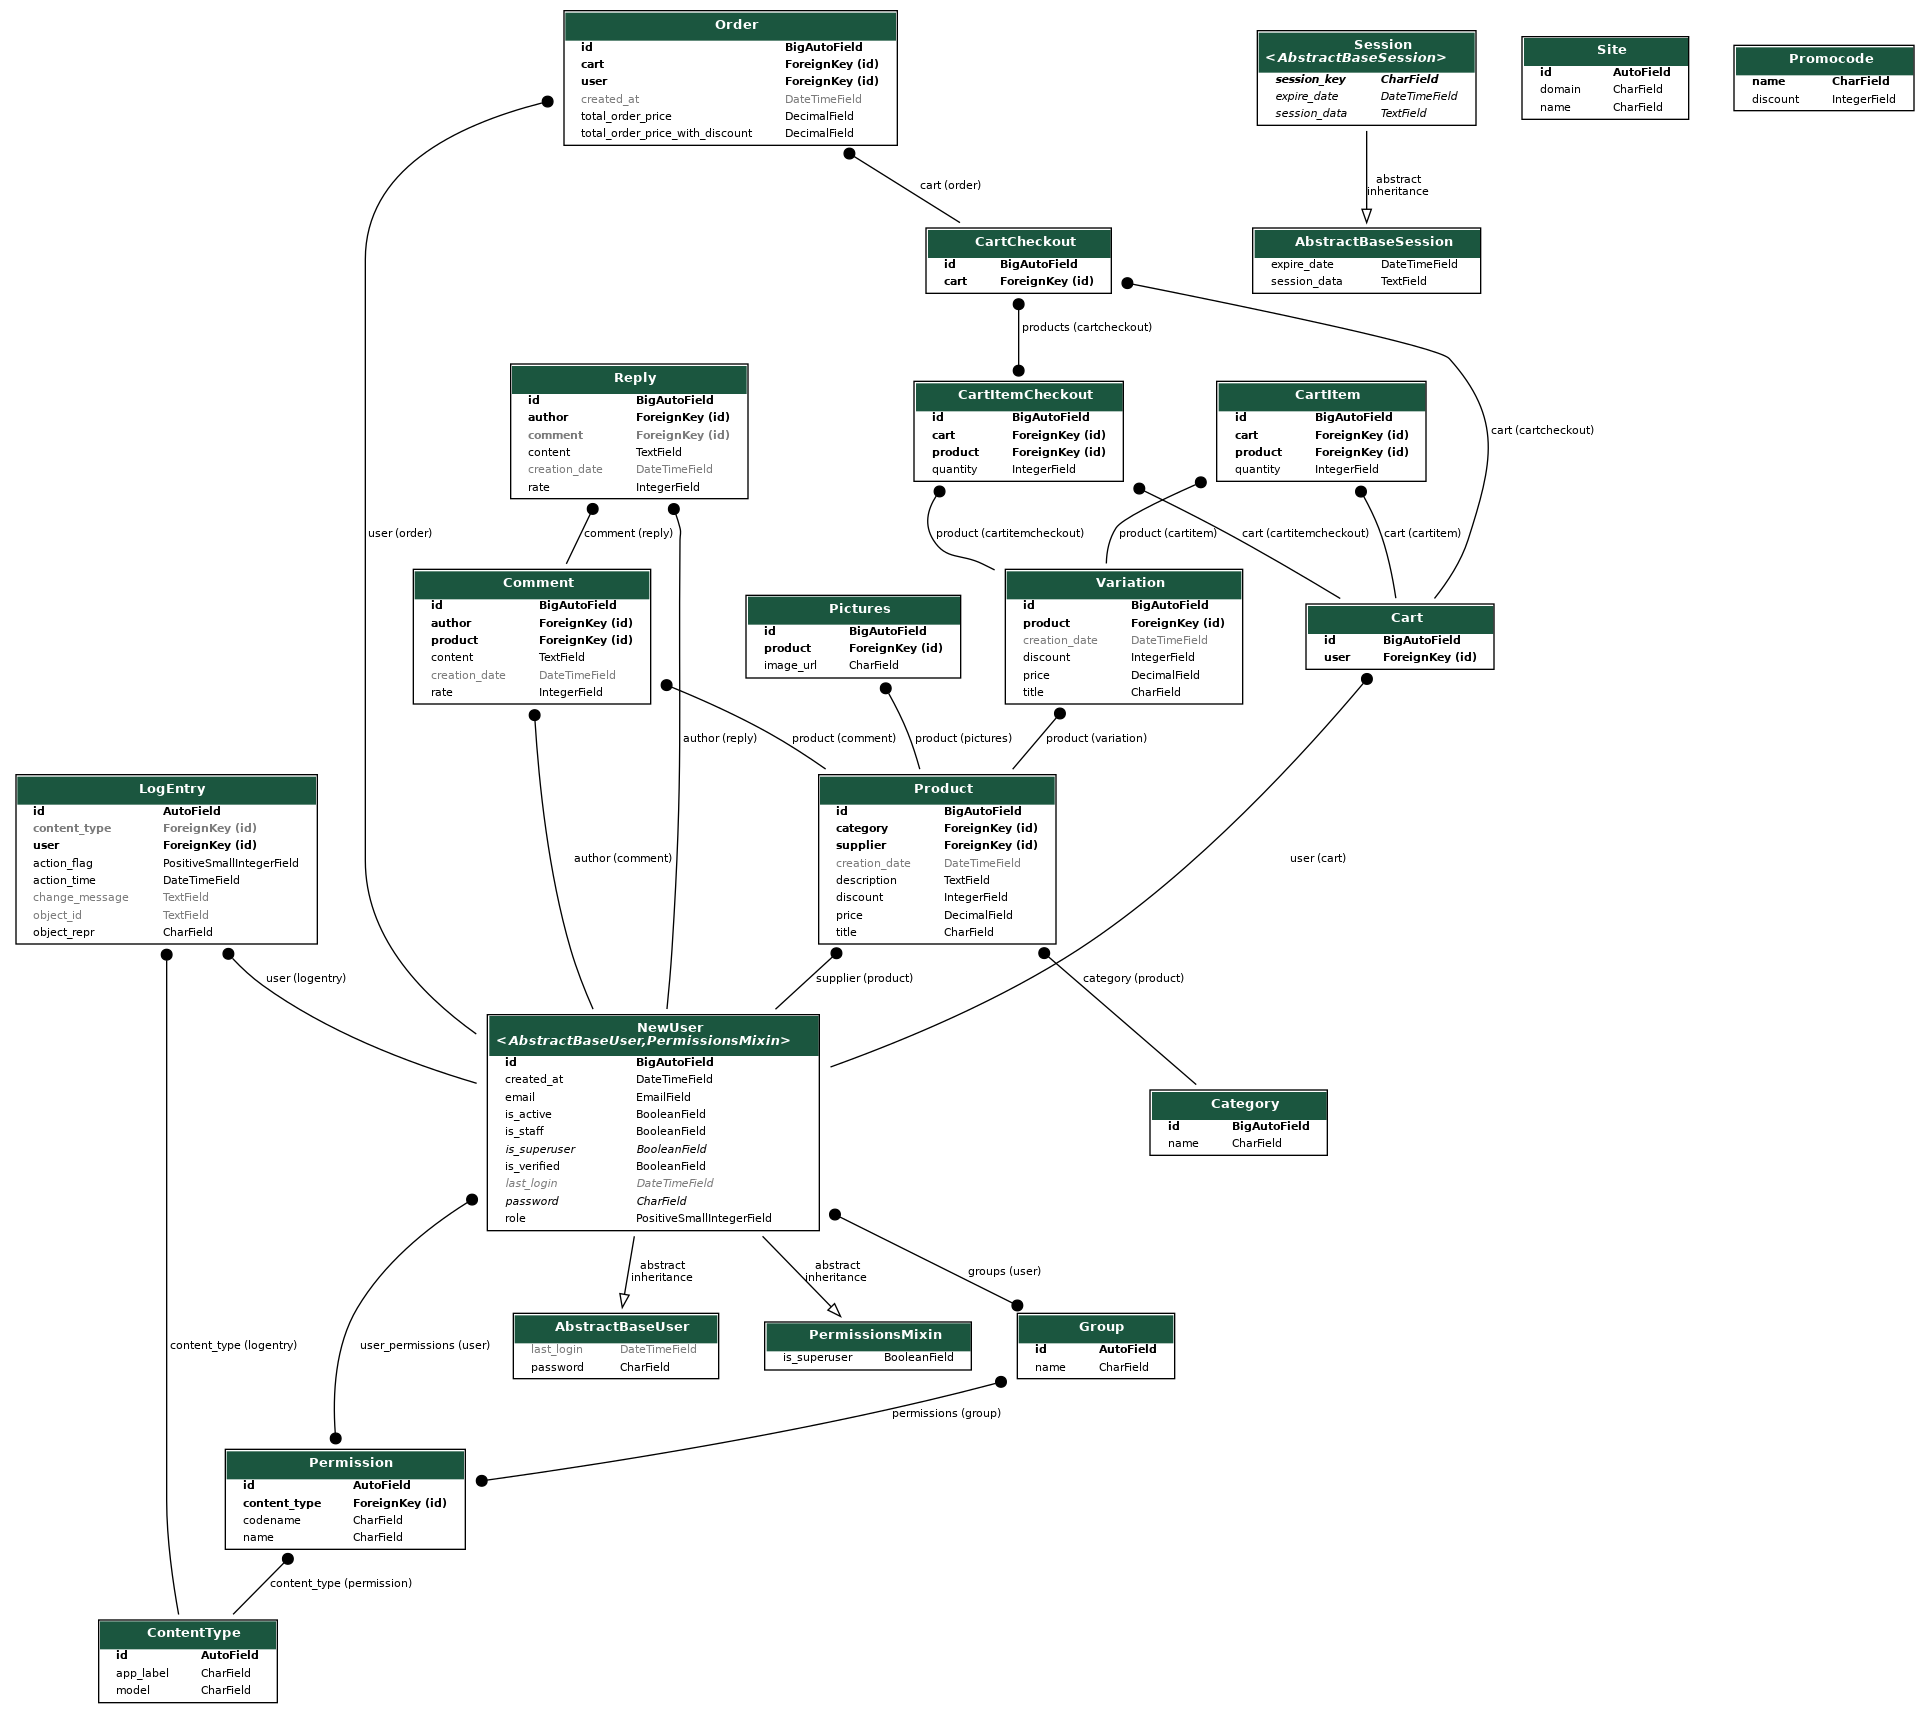 Order
id BigAutoField
cart ForeignKey (id)
user ForeignKey (id)
created_at DateTimeField
total_order_price DecimalField
total_order_price_with_discount DecimalField
Session
<AbstractBaseSession>
session_key CharField
expire_date DateTimeField
session_data TextField
Site
id AutoField
domain CharField
name CharField
Promocode
name CharField
discount IntegerField
cart (order)
abstract
inheritance
CartCheckout
id BigAutoField
cart ForeignKey (id)
AbstractBaseSession
expire_date DateTimeField
session_data TextField
products (cartcheckout)
Reply
id BigAutoField
author ForeignKey (id)
comment ForeignKey (id)
content TextField
creation_date DateTimeField
rate IntegerField
CartItemCheckout
id BigAutoField
cart ForeignKey (id)
product ForeignKey (id)
quantity IntegerField
CartItem
id BigAutoField
cart ForeignKey (id)
product ForeignKey (id)
quantity IntegerField
cart (cartcheckout)
user (order)
comment (reply)
product (cartitemcheckout)
product (cartitem)
cart (cartitemcheckout)
cart (cartitem)
Comment
id BigAutoField
author ForeignKey (id)
product ForeignKey (id)
content TextField
creation_date DateTimeField
rate IntegerField
Pictures
id BigAutoField
product ForeignKey (id)
image_url CharField
Variation
id BigAutoField
product ForeignKey (id)
creation_date DateTimeField
discount IntegerField
price DecimalField
title CharField
Cart
id BigAutoField
user ForeignKey (id)
author (reply)
product (comment)
product (pictures)
product (variation)
LogEntry
id AutoField
content_type ForeignKey (id)
user ForeignKey (id)
action_flag PositiveSmallIntegerField
action_time DateTimeField
change_message TextField
object_id TextField
object_repr CharField
Product
id BigAutoField
category ForeignKey (id)
supplier ForeignKey (id)
creation_date DateTimeField
description TextField
discount IntegerField
price DecimalField
title CharField
author (comment)
user (cart)
user (logentry)
supplier (product)
category (product)
NewUser
<AbstractBaseUser,PermissionsMixin>
id BigAutoField
created_at DateTimeField
email EmailField
is_active BooleanField
is_staff BooleanField
is_superuser BooleanField
is_verified BooleanField
last_login DateTimeField
password CharField
role PositiveSmallIntegerField
Category
id BigAutoField
name CharField
abstract
inheritance
abstract
inheritance
groups (user)
content_type (logentry)
user_permissions (user)
AbstractBaseUser
last_login DateTimeField
password CharField
PermissionsMixin
is_superuser BooleanField
Group
id AutoField
name CharField
permissions (group)
Permission
id AutoField
content_type ForeignKey (id)
codename CharField
name CharField
content_type (permission)
ContentType
id AutoField
app_label CharField
model CharField